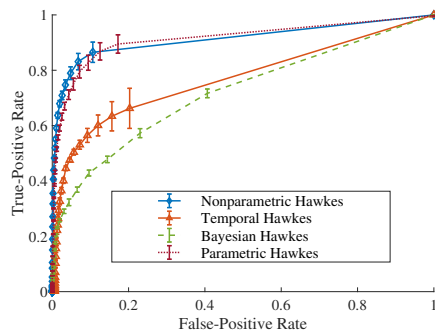 1
0.8
0.6
0.4
0.2
0
0
0.2
0.4
0.6
0.8
1
True-Positive Rate
False-Positive Rate
Nonparametric Hawkes
Temporal Hawkes
Bayesian Hawkes
Parametric Hawkes